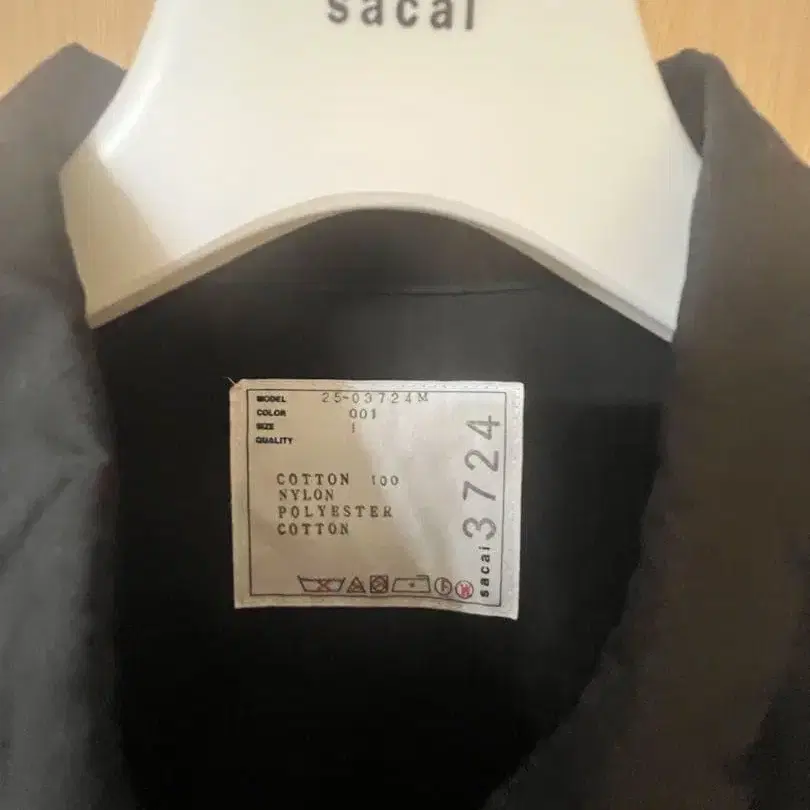 sacai
MODEL 25-03724M
COLOR 001
SIZE 1
QUALITY
COTTON 100
NYLON
POLYESTER
COTTON
sacai 3724